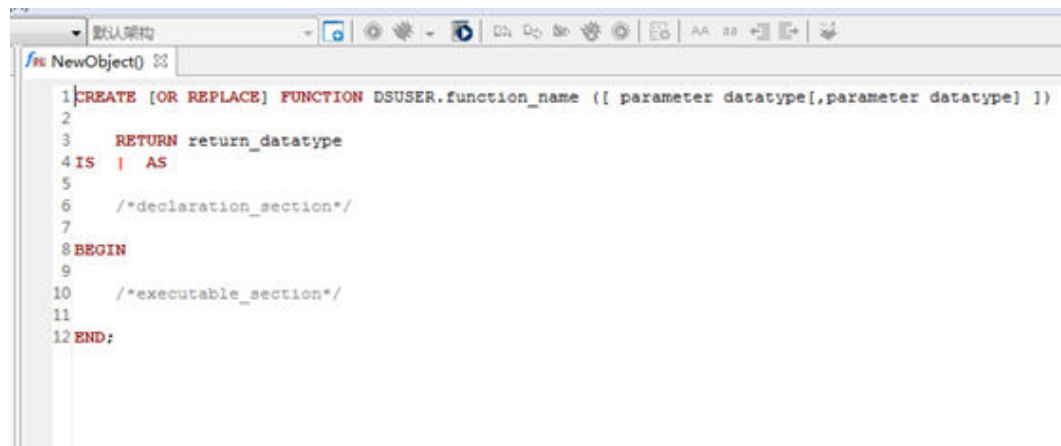 默认架构
NewObject()
1 CREATE [OR REPLACE] FUNCTION DSUSER.function_name ([ parameter datatype[,parameter datatype] ])
2
3 RETURN return_datatype
4 IS | AS
5
6 /*declaration_section*/
7
8 BEGIN
9
10 /*executable_section*/
11
12 END;